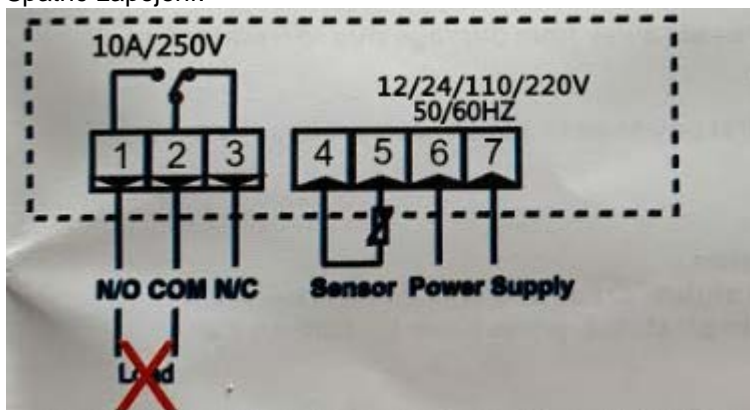 10A/250V
12/24/110/220V
50/60HZ
1 2 3 4 5 6 7
N/O COM N/C Sensor Power Supply
Load